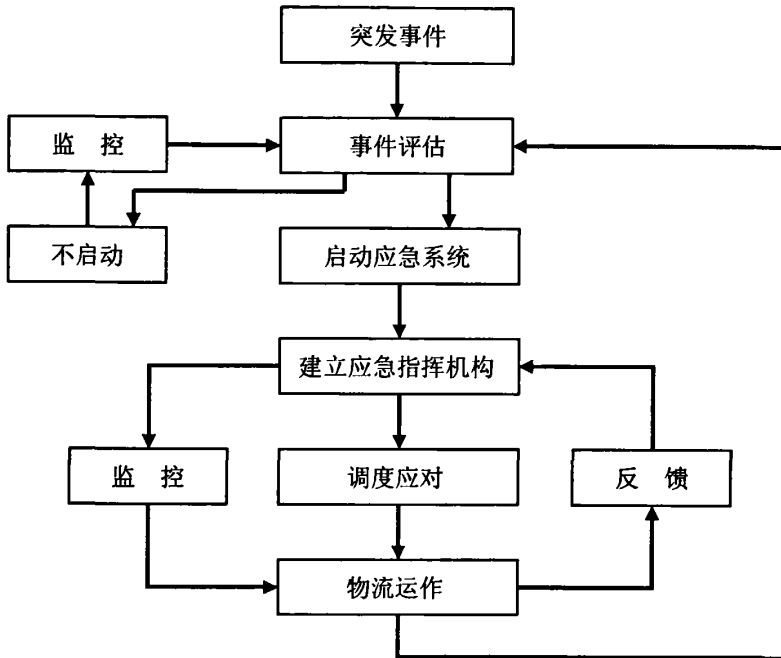 突发事件
监 控
事件评估
不启动
启动应急系统
建立应急指挥机构
监 控
调度应对
反 馈
物流运作